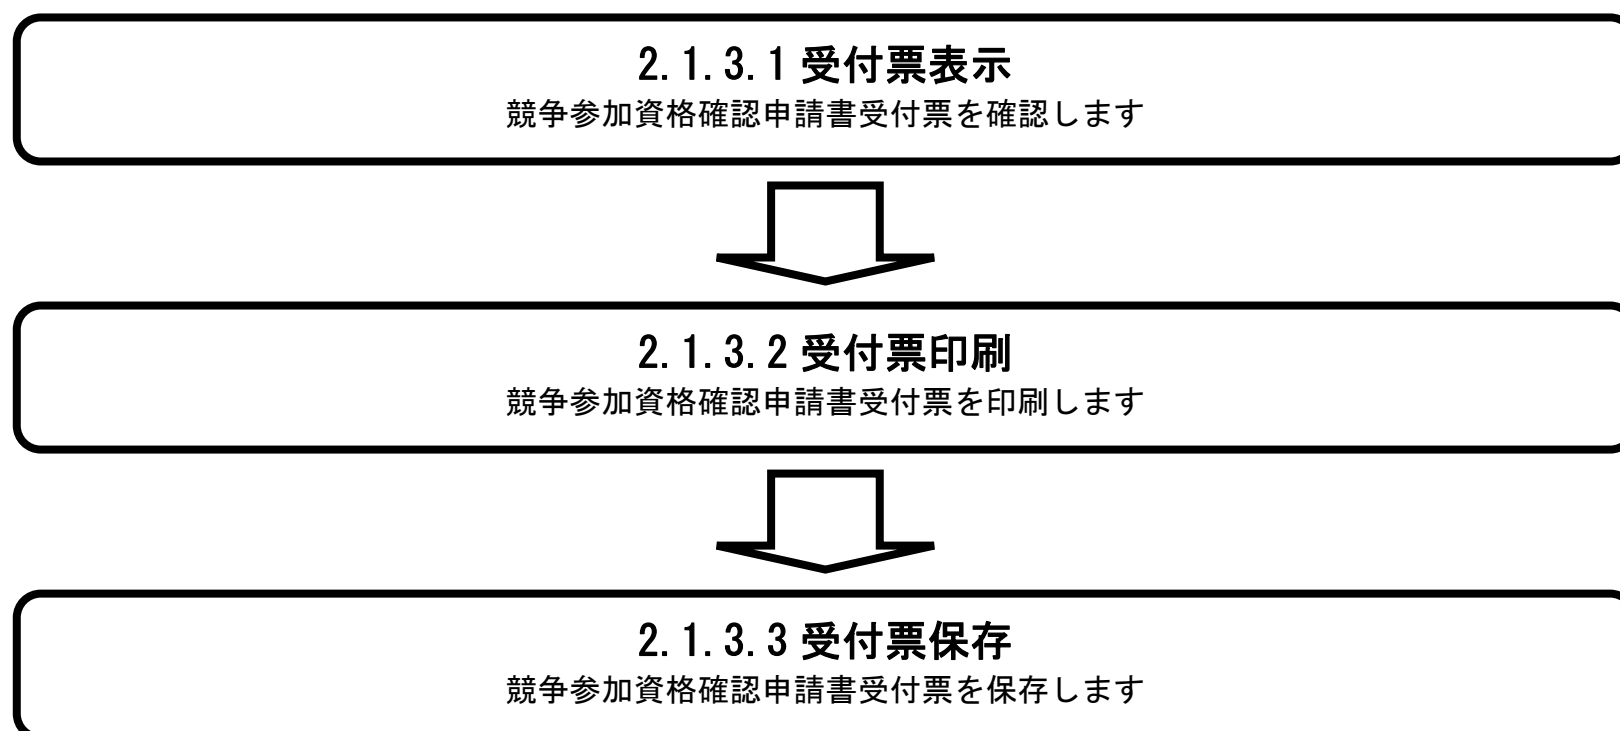 2.1.3.1 受付票表示
競争参加資格確認申請書受付票を確認します
2.1.3.2 受付票印刷
競争参加資格確認申請書受付票を印刷します
2.1.3.3 受付票保存
競争参加資格確認申請書受付票を保存します